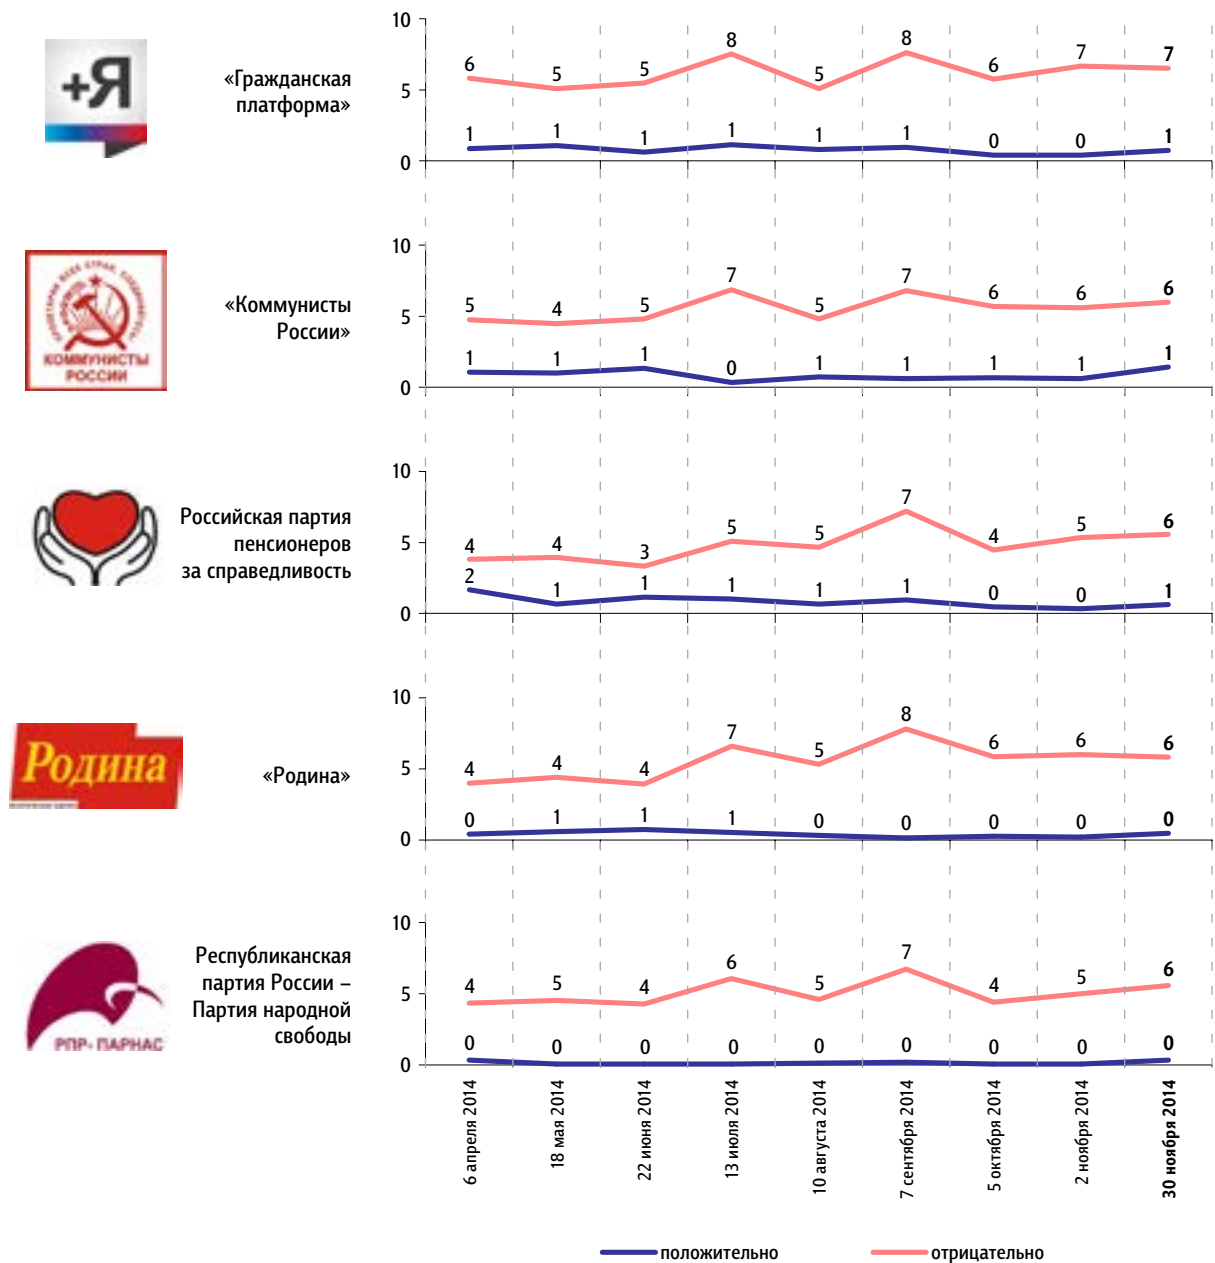 +Я
«Гражданская
платформа»
10
5
0
6 5 5 8 5 8 6 7 7
1 1 1 1 1 1 0 0 1
КОММУНИСТЫ
РОССИИ
«Коммунисты
России»
10
5
0
5 4 5 7 5 7 6 6 6
1 1 1 0 1 1 1 1 1
Российская партия
пенсионеров
за справедливость
10
5
0
4 4 3 5 5 7 4 5 6
2 1 1 1 1 1 0 0 1
Родина
«Родина»
10
5
0
4 4 4 7 5 8 6 6 6
0 1 1 1 0 0 0 0 0
РПР-ПАРНАС
Республиканская
партия России –
Партия народной
свободы
10
5
0
4 5 4 6 5 7 4 5 6
0 0 0 0 0 0 0 0 0
6 апреля 2014
18 мая 2014
22 июня 2014
13 июля 2014
10 августа 2014
7 сентября 2014
5 октября 2014
2 ноября 2014
30 ноября 2014
положительно
отрицательно